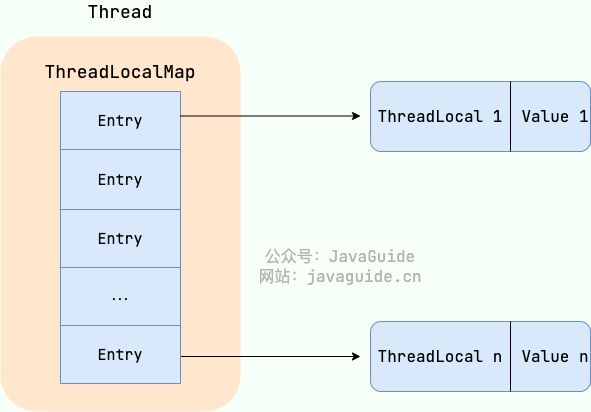 Thread
ThreadLocalMap
Entry
ThreadLocal 1 Value 1
Entry
Entry
公众号：JavaGuide
网站：javaguide.cn
...
Entry
ThreadLocal n Value n